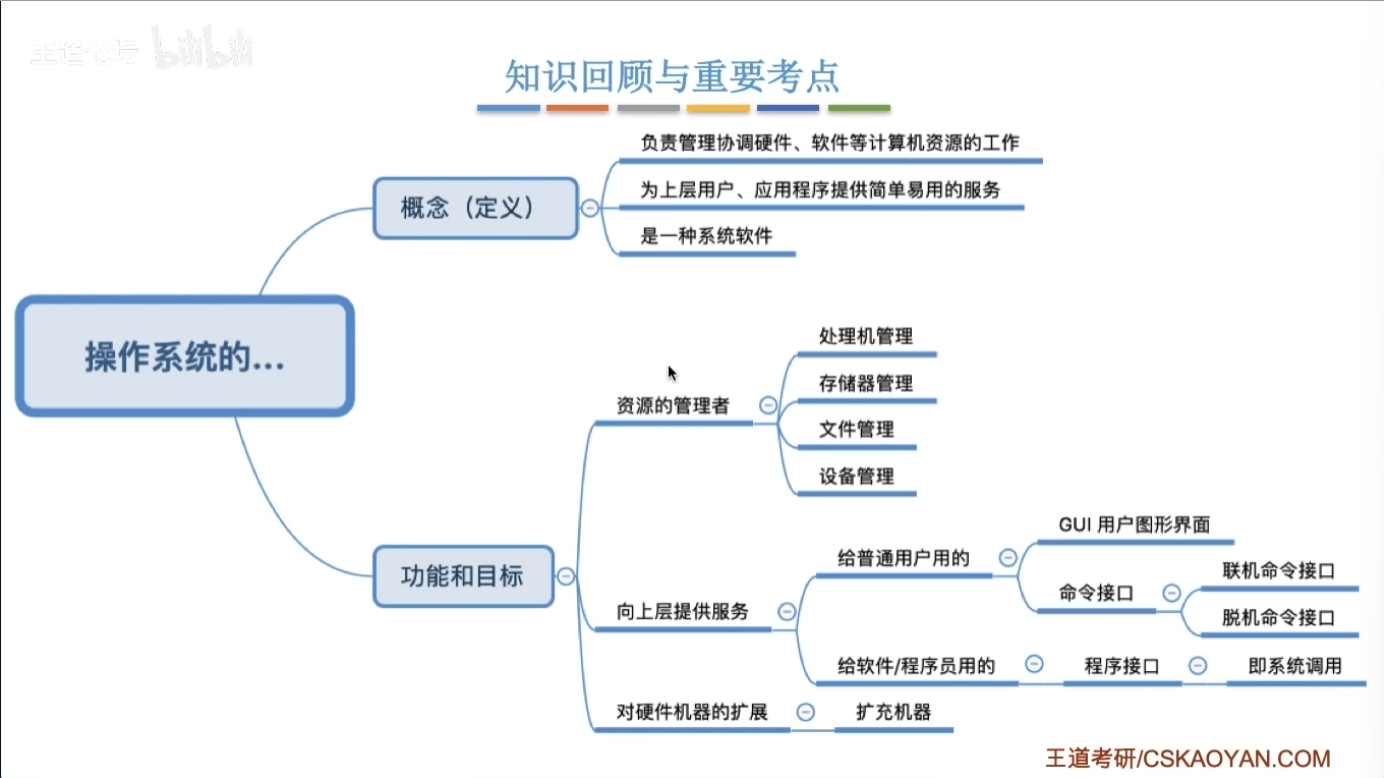 王道论坛 bilibili
知识回顾与重要考点
负责管理协调硬件、软件等计算机资源的工作
概念（定义）
为上层用户、应用程序提供简单易用的服务
是一种系统软件
操作系统的...
处理机管理
存储器管理
资源的管理者
文件管理
设备管理
功能和目标
GUI 用户图形界面
给普通用户用的
联机命令接口
命令接口
脱机命令接口
向上层提供服务
给软件/程序员用的
程序接口
即系统调用
对硬件机器的扩展
扩充机器
王道考研/CSKAOYAN.COM